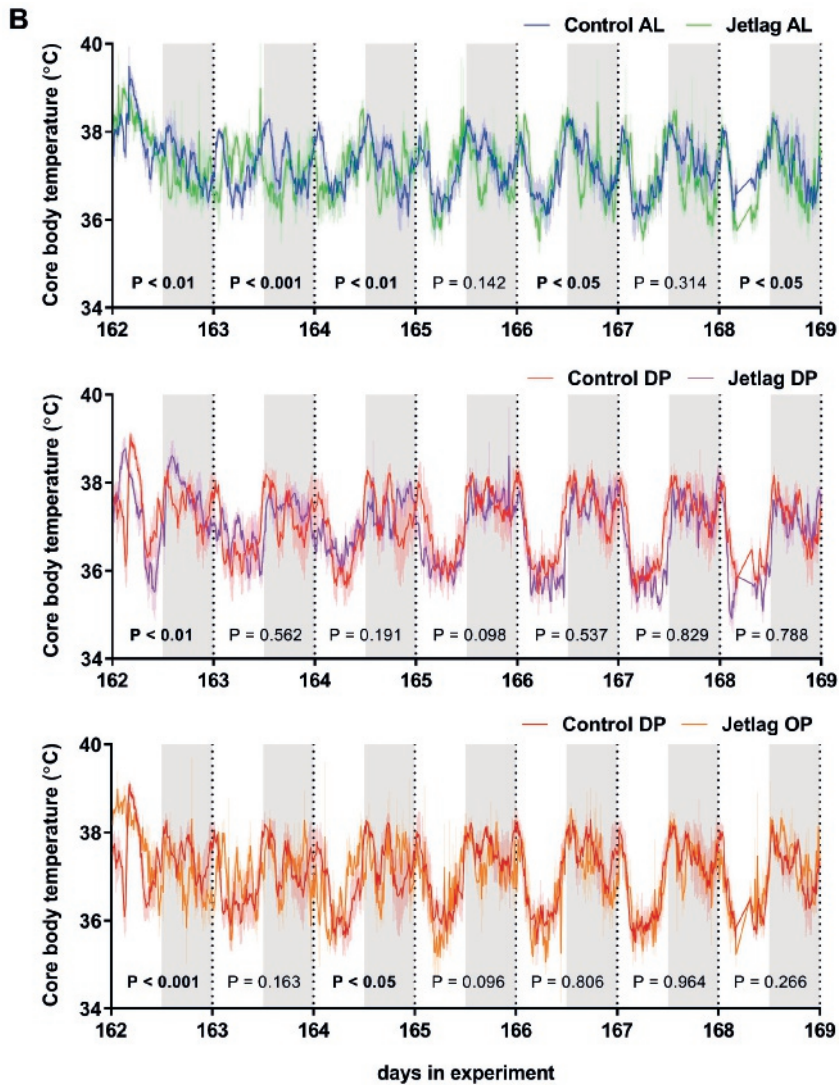 B
Control AL Jetlag AL
Core body temperature (°C)
40
38
36
34
P < 0.01 P < 0.001 P < 0.01 P = 0.142 P < 0.05 P = 0.314 P < 0.05
162 163 164 165 166 167 168 169
Control DP Jetlag DP
Core body temperature (°C)
40
38
36
34
P < 0.01 P = 0.562 P = 0.191 P = 0.098 P = 0.537 P = 0.829 P = 0.788
162 163 164 165 166 167 168 169
Control DP Jetlag OP
Core body temperature (°C)
40
38
36
34
P < 0.001 P = 0.163 P < 0.05 P = 0.096 P = 0.806 P = 0.964 P = 0.266
162 163 164 165 166 167 168 169
days in experiment